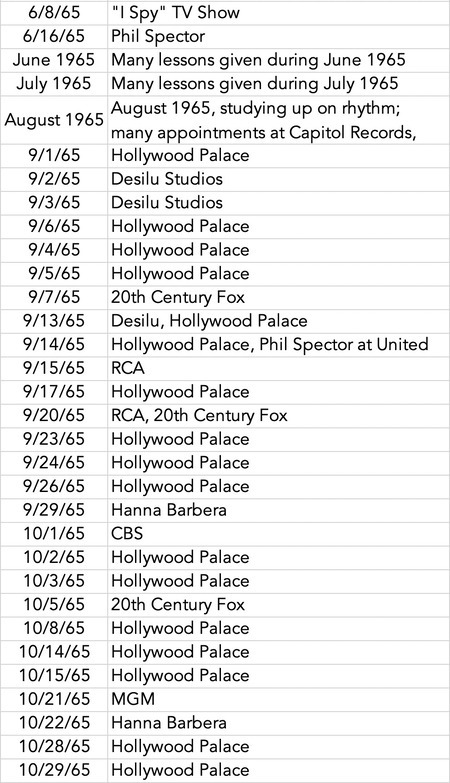 6/8/65 "I Spy" TV Show
6/16/65 Phil Spector
June 1965 Many lessons given during June 1965
July 1965 Many lessons given during July 1965
August 1965 August 1965, studying up on rhythm;
many appointments at Capitol Records,
9/1/65 Hollywood Palace
9/2/65 Desilu Studios
9/3/65 Desilu Studios
9/6/65 Hollywood Palace
9/4/65 Hollywood Palace
9/5/65 Hollywood Palace
9/7/65 20th Century Fox
9/13/65 Desilu, Hollywood Palace
9/14/65 Hollywood Palace, Phil Spector at United
9/15/65 RCA
9/17/65 Hollywood Palace
9/20/65 RCA, 20th Century Fox
9/23/65 Hollywood Palace
9/24/65 Hollywood Palace
9/26/65 Hollywood Palace
9/29/65 Hanna Barbera
10/1/65 CBS
10/2/65 Hollywood Palace
10/3/65 Hollywood Palace
10/5/65 20th Century Fox
10/8/65 Hollywood Palace
10/14/65 Hollywood Palace
10/15/65 Hollywood Palace
10/21/65 MGM
10/22/65 Hanna Barbera
10/28/65 Hollywood Palace
10/29/65 Hollywood Palace